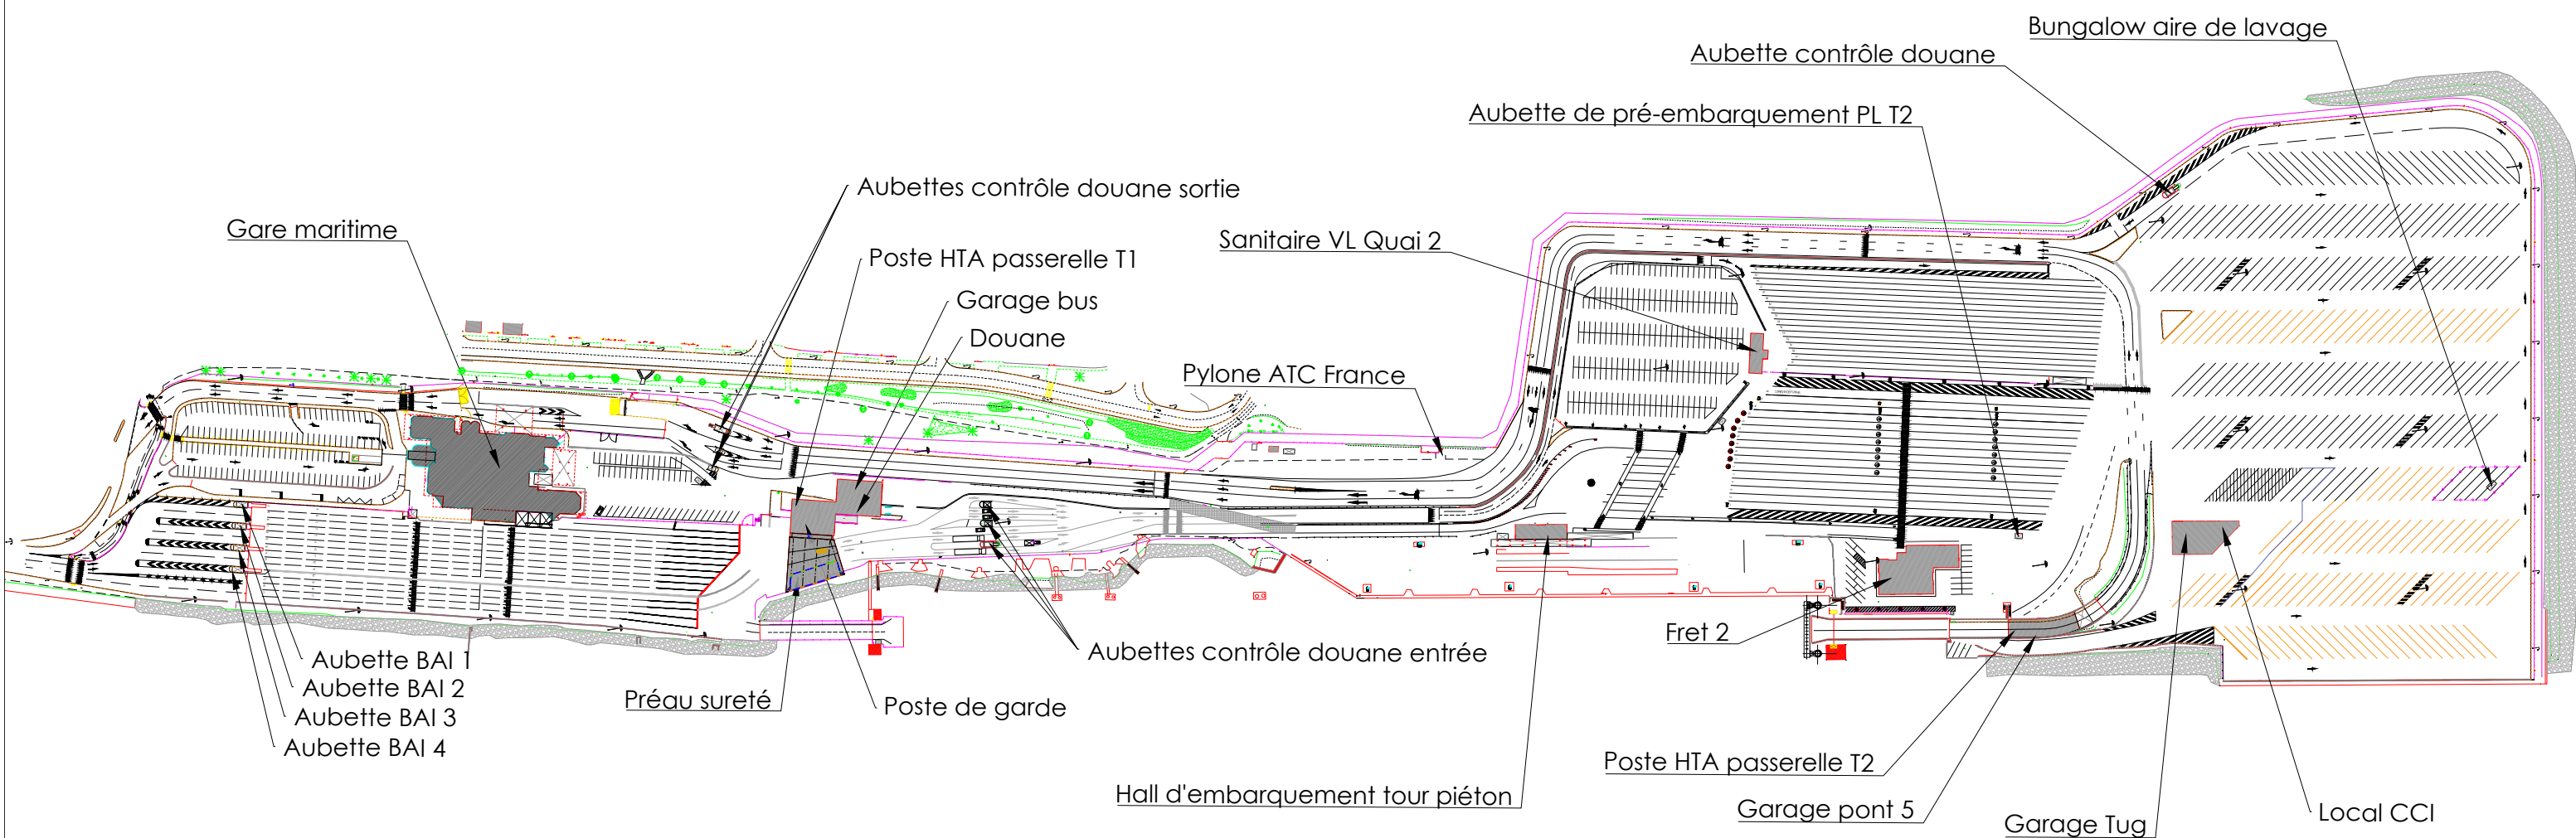 Bungalow aire de lavage
Aubette contrôle douane
Aubette de pré-embarquement PL T2
Aubettes contrôle douane sortie
Gare maritime
Sanitaire VL Quai 2
Poste HTA passerelle T1
Garage bus
Douane
Pylone ATC France
Aubette BAI 1
Aubette BAI 2
Aubette BAI 3
Aubette BAI 4
Préau sureté
Poste de garde
Aubettes contrôle douane entrée
Fret 2
Poste HTA passerelle T2
Hall d'embarquement tour piéton
Garage pont 5
Garage Tug
Local CCI